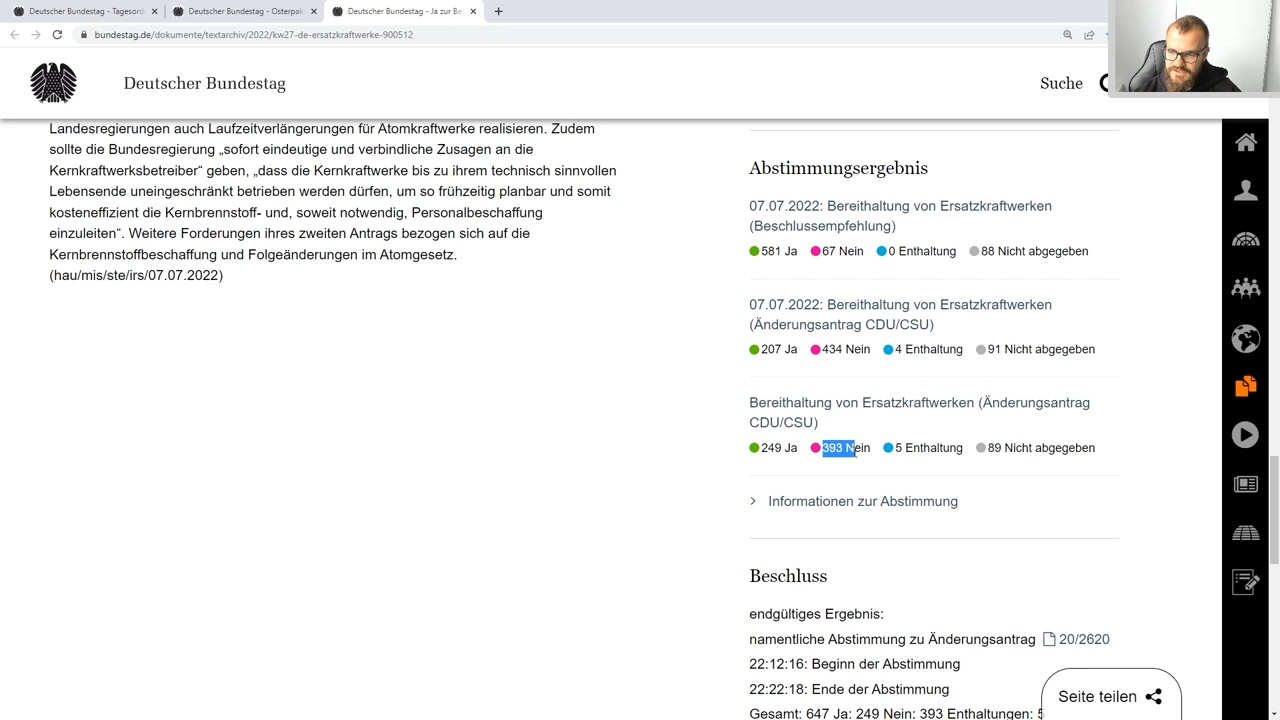 Deutscher Bundestag - Tagesord
Deutscher Bundestag - Osterpak
Deutscher Bundestag - Ja zur Be
bundestag.de/dokumente/textarchiv/2022/kw27-de-ersatzkraftwerke-900512
Deutscher Bundestag
Suche
Landesregierungen auch Laufzeitverlängerungen für Atomkraftwerke realisieren. Zudem
sollte die Bundesregierung „sofort eindeutige und verbindliche Zusagen an die
Kernkraftwerksbetreiber“ geben, „dass die Kernkraftwerke bis zu ihrem technisch sinnvollen
Lebensende uneingeschränkt betrieben werden dürfen, um so frühzeitig planbar und somit
kosteneffizient die Kernbrennstoff- und, soweit notwendig, Personalbeschaffung
einzuleiten“. Weitere Forderungen ihres zweiten Antrags bezogen sich auf die
Kernbrennstoffbeschaffung und Folgeänderungen im Atomgesetz.
(hau/mis/ste/irs/07.07.2022)
Abstimmungsergebnis
07.07.2022: Bereithaltung von Ersatzkraftwerken
(Beschlussempfehlung)
581 Ja 67 Nein 0 Enthaltung 88 Nicht abgegeben
07.07.2022: Bereithaltung von Ersatzkraftwerken
(Änderungsantrag CDU/CSU)
207 Ja 434 Nein 4 Enthaltung 91 Nicht abgegeben
Bereithaltung von Ersatzkraftwerken (Änderungsantrag
CDU/CSU)
249 Ja 393 Nein 5 Enthaltung 89 Nicht abgegeben
Informationen zur Abstimmung
Beschluss
endgültiges Ergebnis:
namentliche Abstimmung zu Änderungsantrag 20/2620
22:12:16: Beginn der Abstimmung
22:22:18: Ende der Abstimmung
Gesamt: 647 Ja: 249 Nein: 393 Enthaltungen: 5
Seite teilen